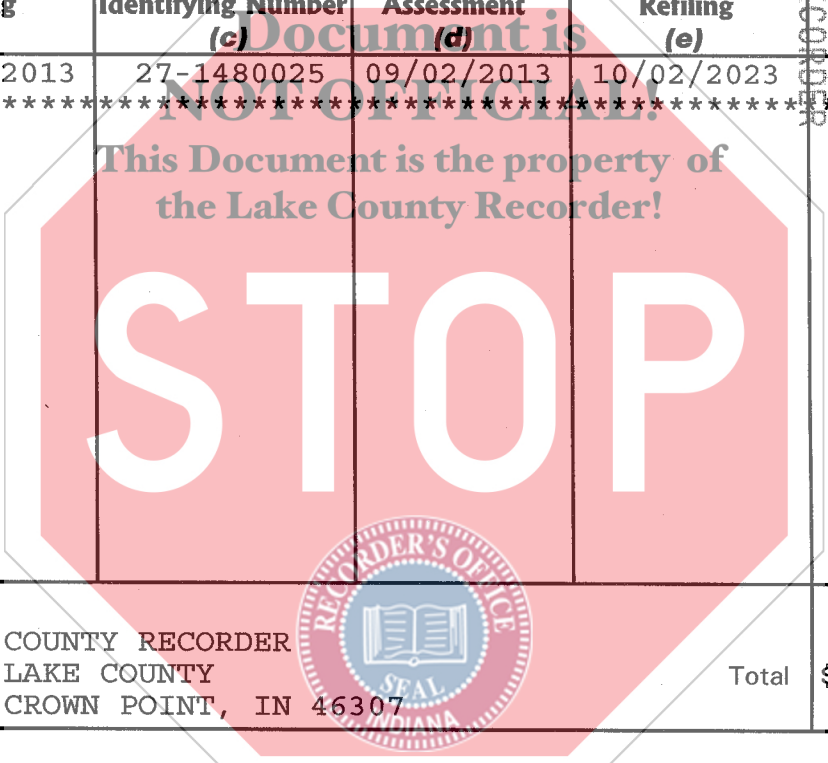 g Identifying Number Assessment Refiling
(c) (d) (e)
2013 27-1480025 09/02/2013 10/02/2023
Document is
NOT OFFICIAL!
This Document is the property of
the Lake County Recorder!
STOP
RECORDER'S OFFICE
SEAL
INDIANA
COUNTY RECORDER
LAKE COUNTY
CROWN POINT, IN 46307
Total $
CORDER